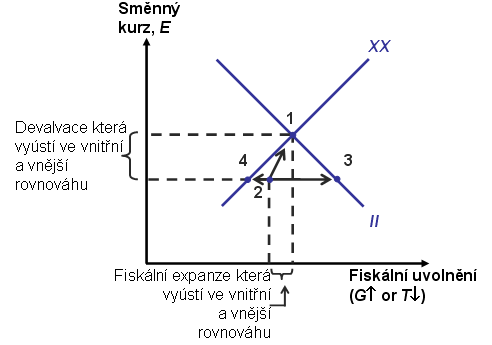 Směnný
kurz, E
XX
1
Devalvace která
vyústí ve vnitřní
a vnější
rovnováhu
4
3
2
II
Fiskální expanze která
vyústí ve vnitřní
a vnější
rovnováhu
Fiskální uvolnění
(G↑ or T↓)